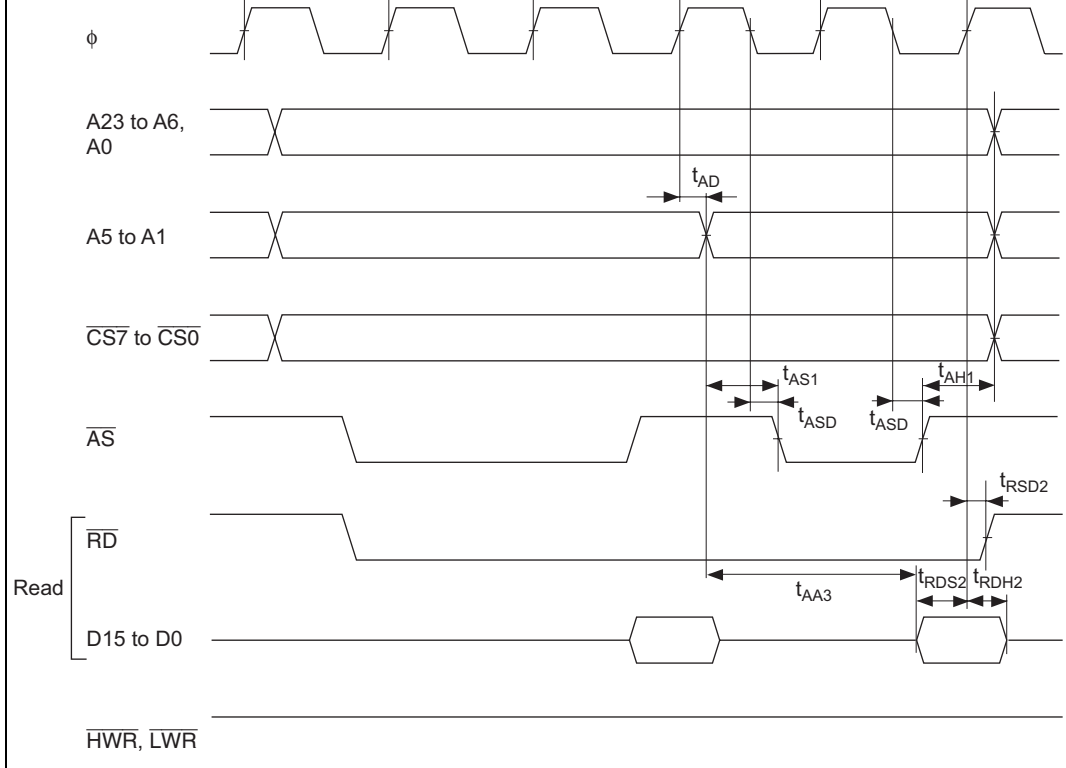 ϕ
A23 to A6,
A0
tAD
A5 to A1
CS7 to CS0
tAS1
tAH1
tASD
tASD
AS
tRSD2
RD
Read
tAA3
tRDS2
tRDH2
D15 to D0
HWR, LWR